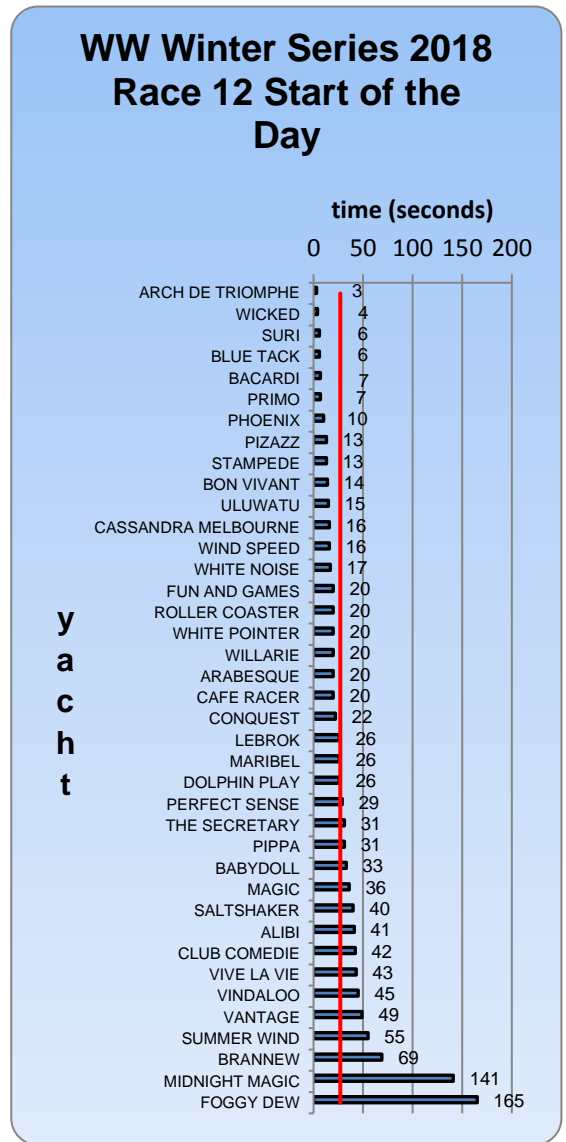 WW Winter Series 2018
Race 12 Start of the
Day
time (seconds)
0 50 100 150 200
yacht
ARCH DE TRIOMPHE 3
WICKED 4
SURI 6
BLUE TACK 6
BACARDI 7
PRIMO 7
PHOENIX 10
PIZAZZ 13
STAMPEDE 13
BON VIVANT 14
ULUWATU 15
CASSANDRA MELBOURNE 16
WIND SPEED 16
WHITE NOISE 17
FUN AND GAMES 20
ROLLER COASTER 20
WHITE POINTER 20
WILLARIE 20
ARABESQUE 20
CAFE RACER 20
CONQUEST 22
LEBROK 26
MARIBEL 26
DOLPHIN PLAY 26
PERFECT SENSE 29
THE SECRETARY 31
PIPPA 31
BABYDOLL 33
MAGIC 36
SALTSHAKER 40
ALIBI 41
CLUB COMEDIE 42
VIVE LA VIE 43
VINDALOO 45
VANTAGE 49
SUMMER WIND 55
BRANNEW 69
MIDNIGHT MAGIC 141
FOGGY DEW 165